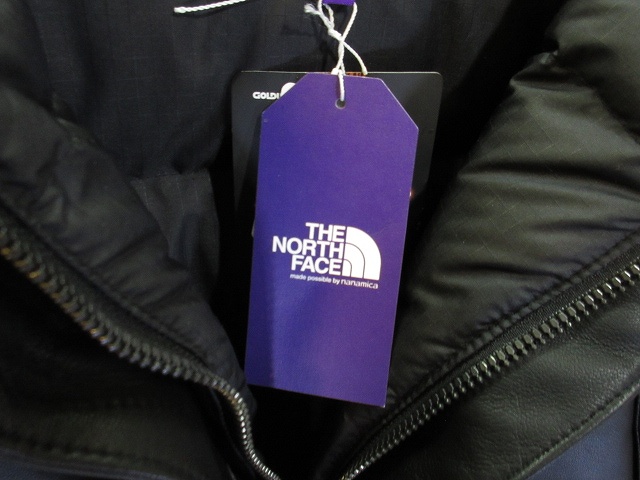 THE
NORTH
FACE
made possible by nanamica